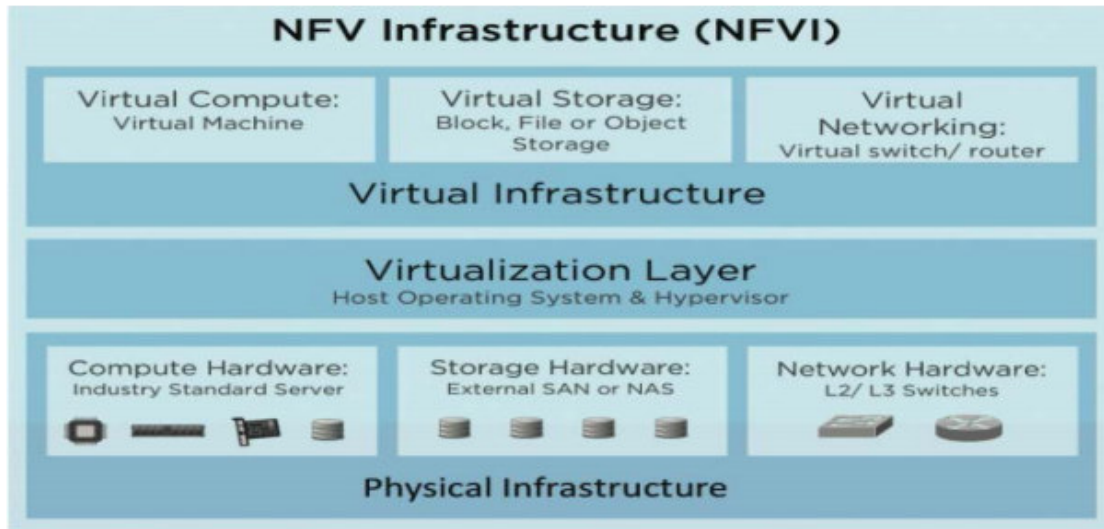 NFV Infrastructure (NFVI)
Virtual Compute:
Virtual Machine
Virtual Storage:
Block, File or Object
Storage
Virtual
Networking:
Virtual switch/ router
Virtual Infrastructure
Virtualization Layer
Host Operating System & Hypervisor
Compute Hardware:
Industry Standard Server
Storage Hardware:
External SAN or NAS
Network Hardware:
L2/ L3 Switches
Physical Infrastructure